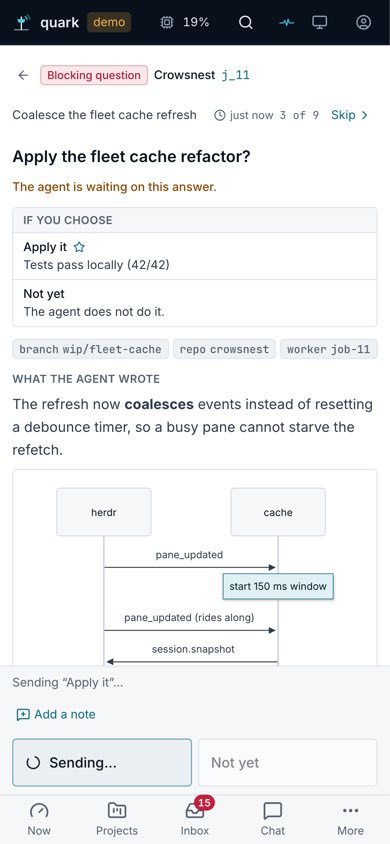 quark demo 19%
Blocking question Crowsnest j_11
Coalesce the fleet cache refresh just now 3 of 9 Skip
Apply the fleet cache refactor?
The agent is waiting on this answer.
IF YOU CHOOSE
Apply it
Tests pass locally (42/42)
Not yet
The agent does not do it.
branch wip/fleet-cache repo crowsnest worker job-11
WHAT THE AGENT WROTE
The refresh now coalesces events instead of resetting
a debounce timer, so a busy pane cannot starve the
refetch.
herdr cache
pane_updated
start 150 ms window
pane_updated (rides along)
session.snapshot
Sending “Apply it”…
Add a note
Sending… Not yet
15
Now Projects Inbox Chat More